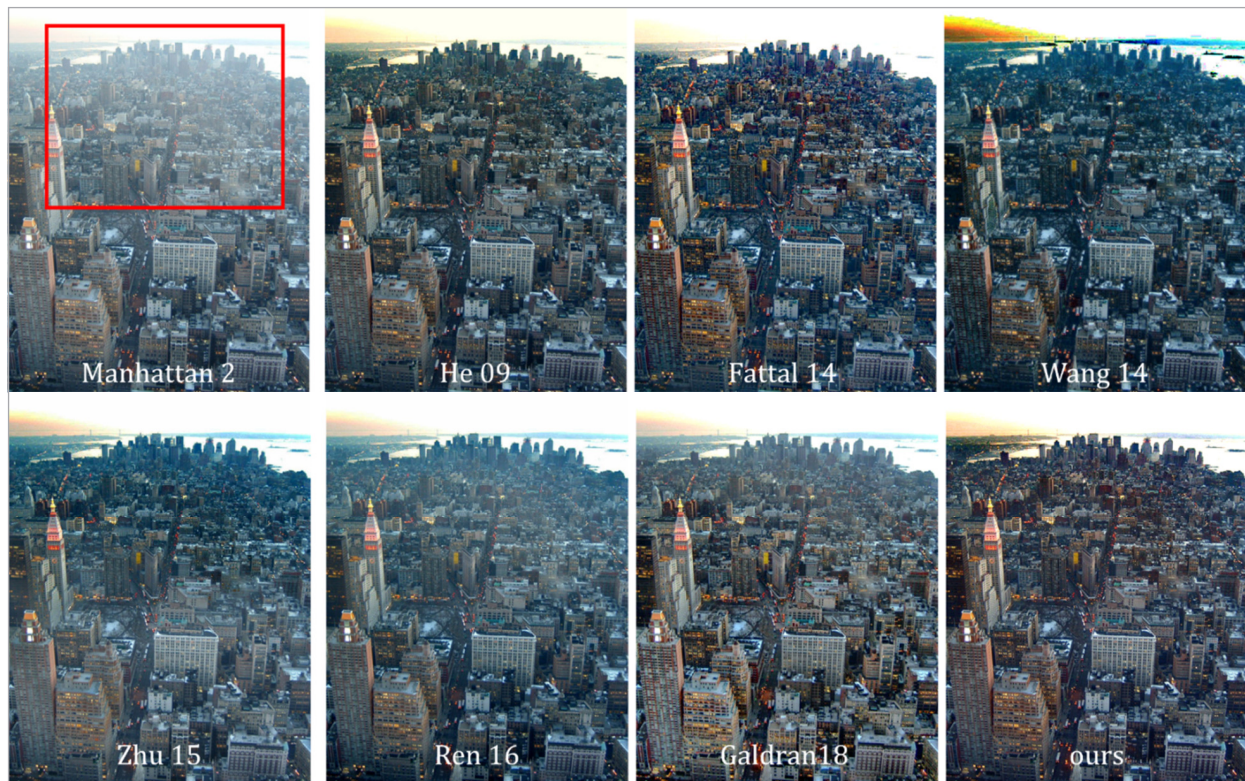 Manhattan 2
He 09
Fattal 14
Wang 14
Zhu 15
Ren 16
Galdran18
ours